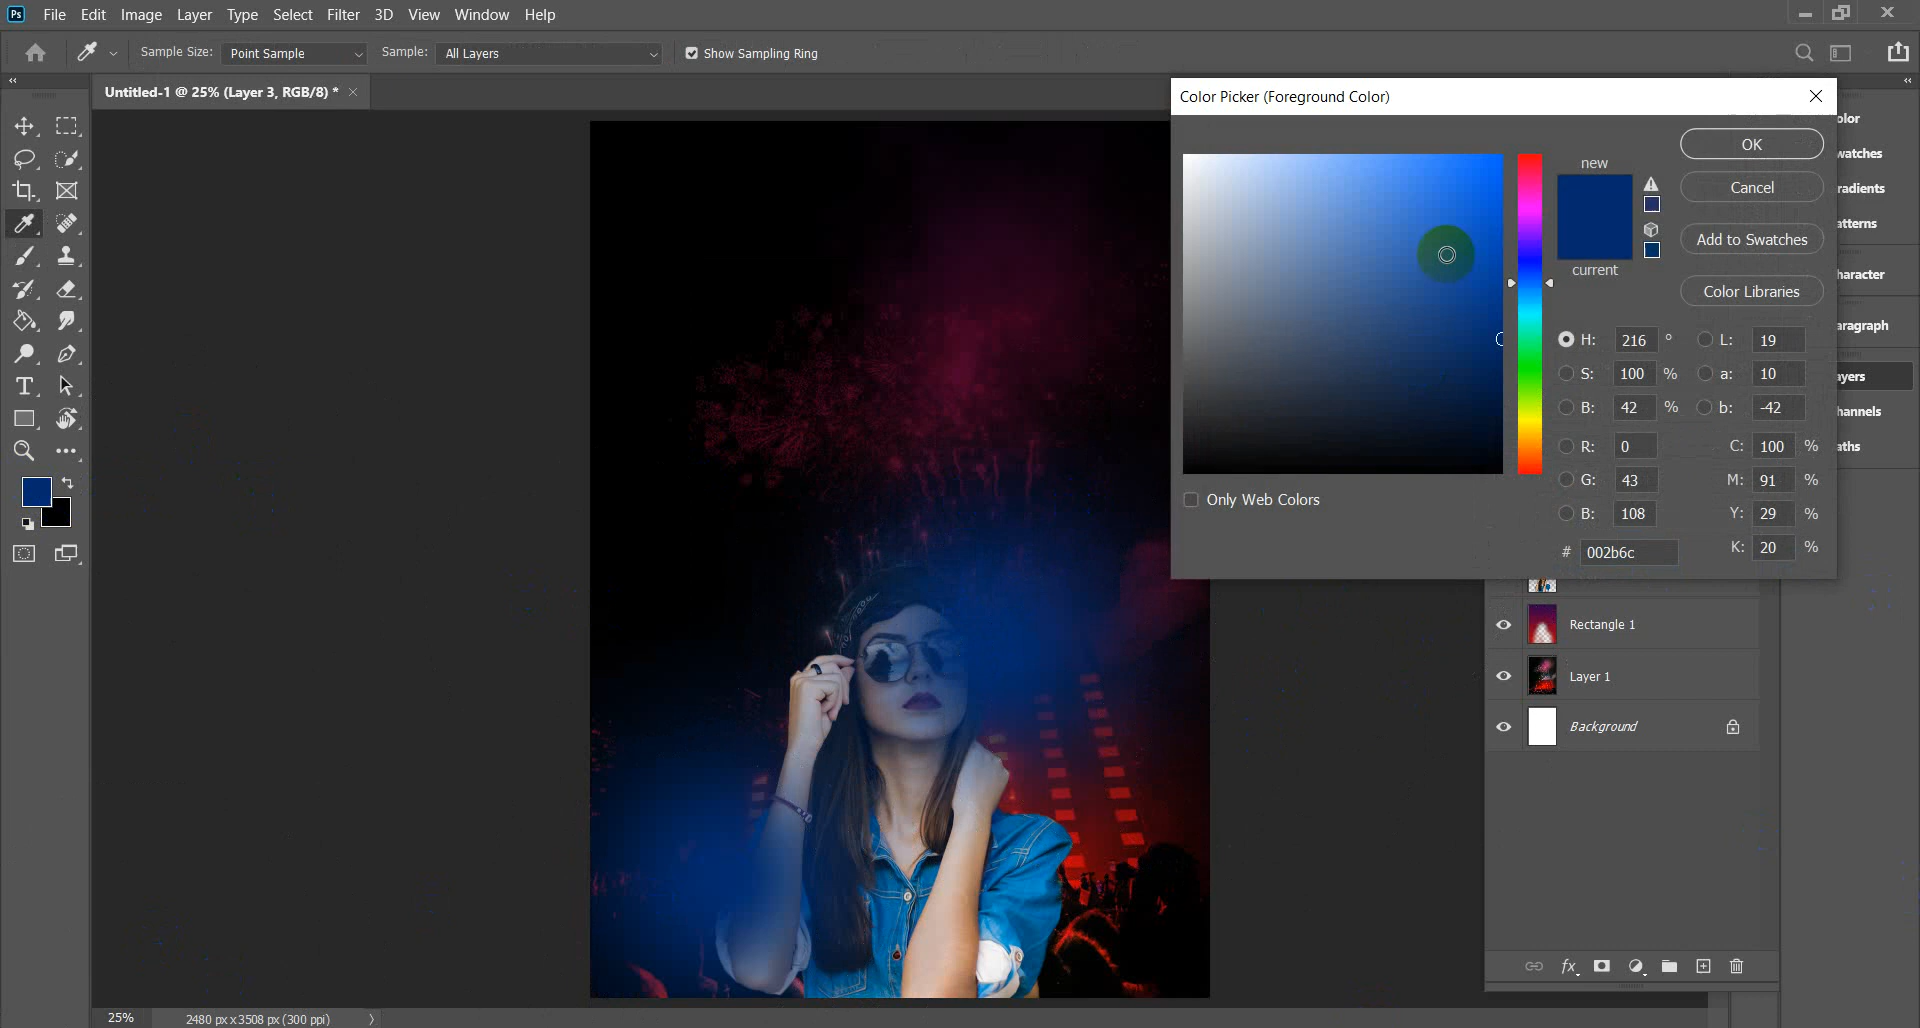 Ps File Edit Image Layer Type Select Filter 3D View Window Help
Sample Size: Point Sample Sample: All Layers Show Sampling Ring
Untitled-1 @ 25% (Layer 3, RGB/8) *
Color Picker (Foreground Color)
olor
OK
new
watches
Cancel
radients
atterns
Add to Swatches
current
haracter
Color Libraries
aragraph
H: 216 ° L: 19
S: 100 % a: 10
ayers
B: 42 % b: -42
hannels
R: 0 C: 100 %
aths
G: 43 M: 91 %
Only Web Colors
B: 108 Y: 29 %
# 002b6c K: 20 %
T
Rectangle 1
Layer 1
Background
fx
25% 2480 px x 3508 px (300 ppi)